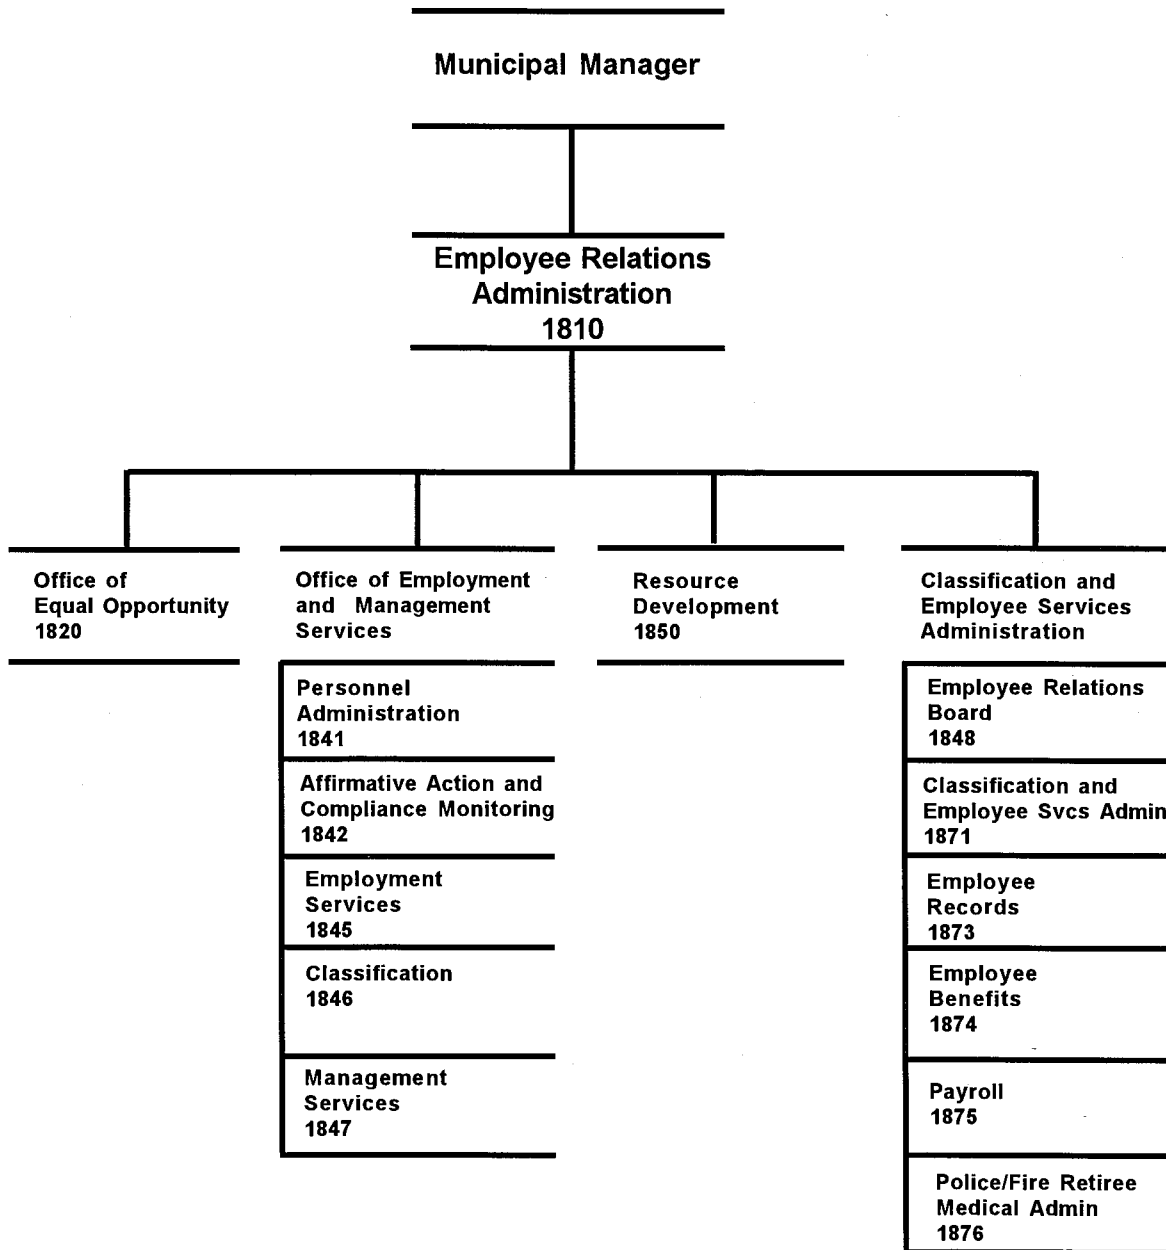 Municipal Manager
Employee Relations
Administration
1810
Office of
Equal Opportunity
1820
Office of Employment
and Management
Services
Personnel
Administration
1841
Affirmative Action and
Compliance Monitoring
1842
Employment
Services
1845
Classification
1846
Management
Services
1847
Resource
Development
1850
Classification and
Employee Services
Administration
Employee Relations
Board
1848
Classification and
Employee Svcs Admin
1871
Employee
Records
1873
Employee
Benefits
1874
Payroll
1875
Police/Fire Retiree
Medical Admin
1876